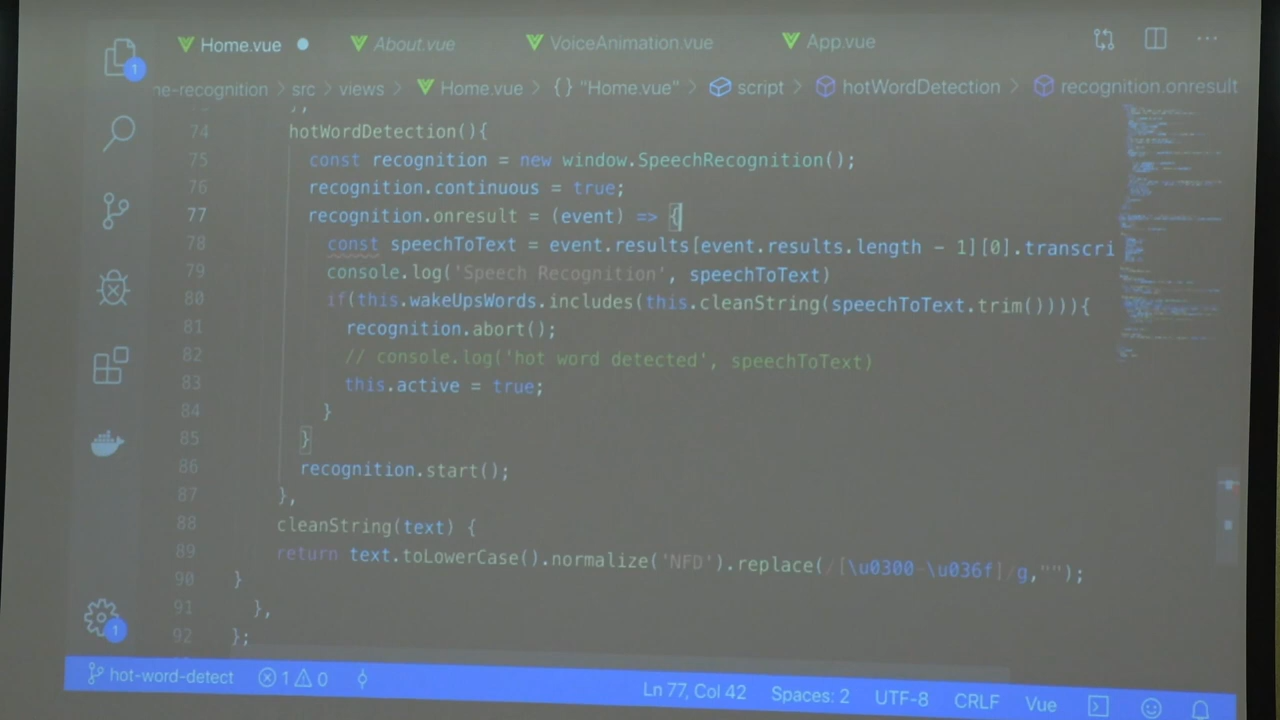 Home.vue About.vue VoiceAnimation.vue App.vue
ne-recognition > src > views > Home.vue > {} "Home.vue" > script > hotWordDetection > recognition.onresult
74 hotWordDetection(){
75 const recognition = new window.SpeechRecognition();
76 recognition.continuous = true;
77 recognition.onresult = (event) => {
78 const speechToText = event.results[event.results.length - 1][0].transcri
79 console.log('Speech Recognition', speechToText)
80 if(this.wakeUpsWords.includes(this.cleanString(speechToText.trim()))){
81 recognition.abort();
82 // console.log('hot word detected', speechToText)
83 this.active = true;
84 }
85 }
86 recognition.start();
87 },
88 cleanString(text) {
89 return text.toLowerCase().normalize('NFD').replace(/[\u0300-\u036f]/g,"");
90 }
91 },
92 };
1
1
hot-word-detect 1 0 Ln 77, Col 42 Spaces: 2 UTF-8 CRLF Vue